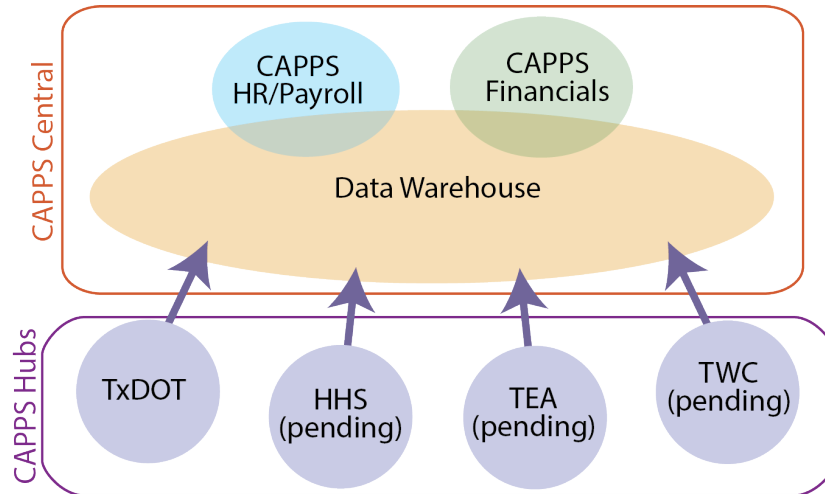 CAPPS Central
CAPPS
HR/Payroll
CAPPS
Financials
Data Warehouse
CAPPS Hubs
TxDOT
HHS
(pending)
TEA
(pending)
TWC
(pending)